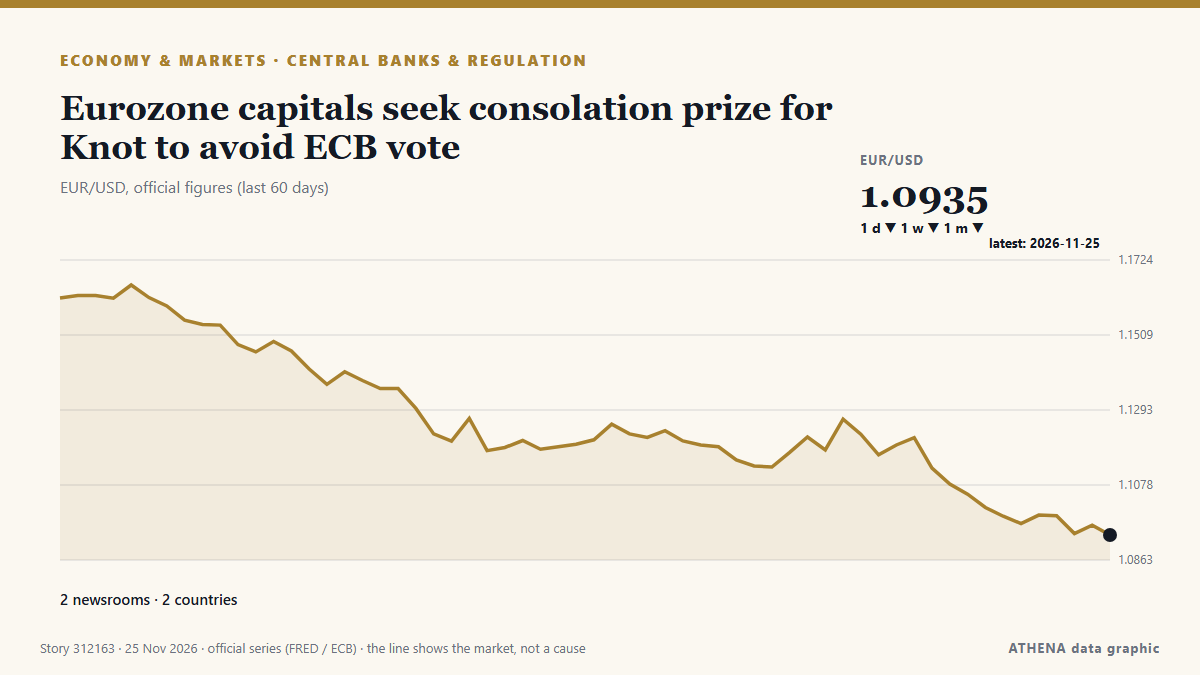 ECONOMY & MARKETS · CENTRAL BANKS & REGULATION
Eurozone capitals seek consolation prize for
Knot to avoid ECB vote
EUR/USD, official figures (last 60 days)
EUR/USD
1.0935
1 d ▼ 1 w ▼ 1 m ▼
latest: 2026-11-25
1.1724
1.1509
1.1293
1.1078
1.0863
2 newsrooms · 2 countries
Story 312163 · 25 Nov 2026 · official series (FRED / ECB) · the line shows the market, not a cause
ATHENA data graphic